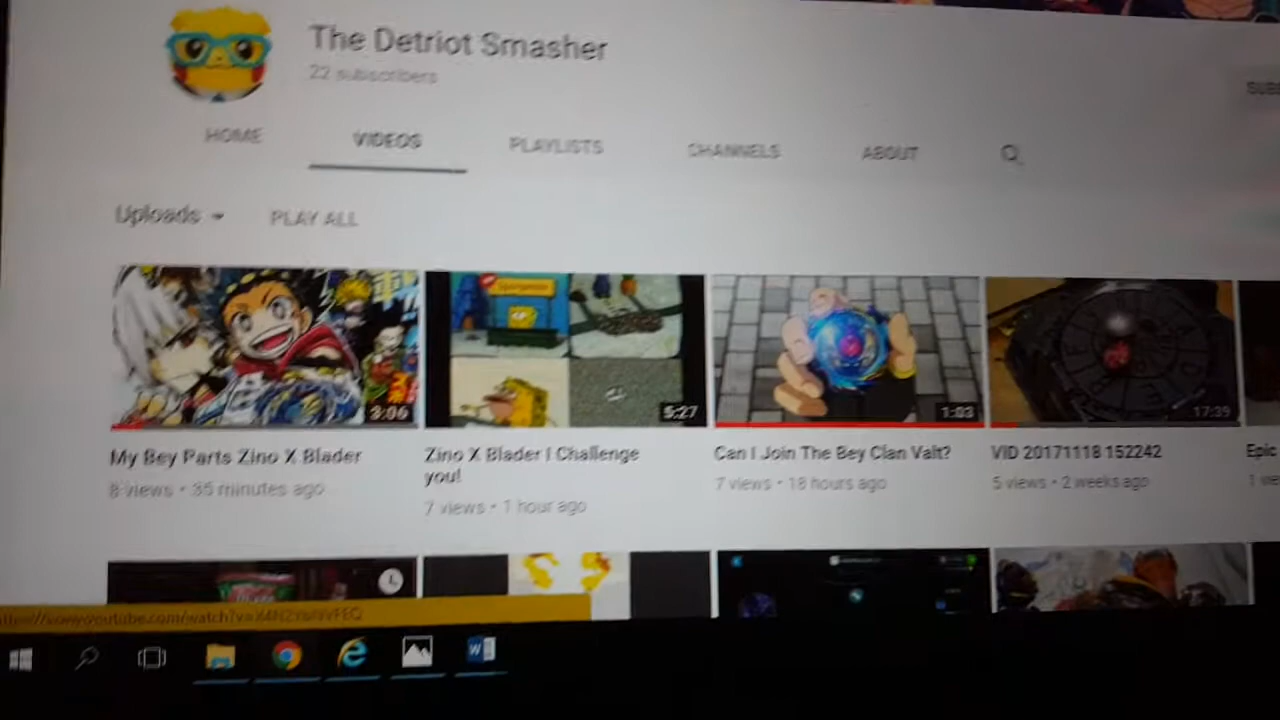 The Detriot Smasher
22 subscribers
HOME VIDEOS PLAYLISTS CHANNELS ABOUT
Uploads PLAY ALL
3:06
5:27
1:03
17:39
My Bey Parts Zino X Blader
8 views • 35 minutes ago
Zino X Blader I Challenge
you!
7 views • 1 hour ago
Can I Join The Bey Clan Valt?
7 views • 18 hours ago
VID 20171118 152242
5 views • 2 weeks ago
Epic